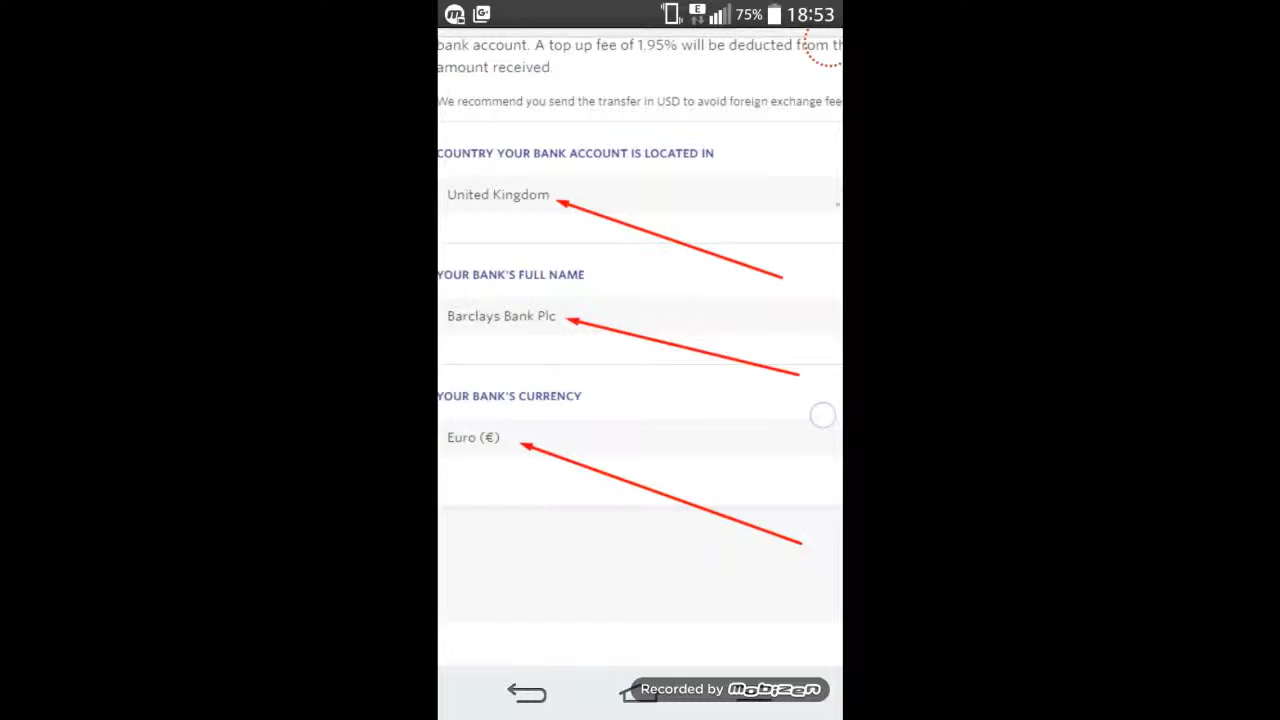 E 75% 18:53
bank account. A top up fee of 1.95% will be deducted from th
amount received.
We recommend you send the transfer in USD to avoid foreign exchange fee
COUNTRY YOUR BANK ACCOUNT IS LOCATED IN
United Kingdom
YOUR BANK'S FULL NAME
Barclays Bank Plc
YOUR BANK'S CURRENCY
Euro (€)
Recorded by MOBIZEN